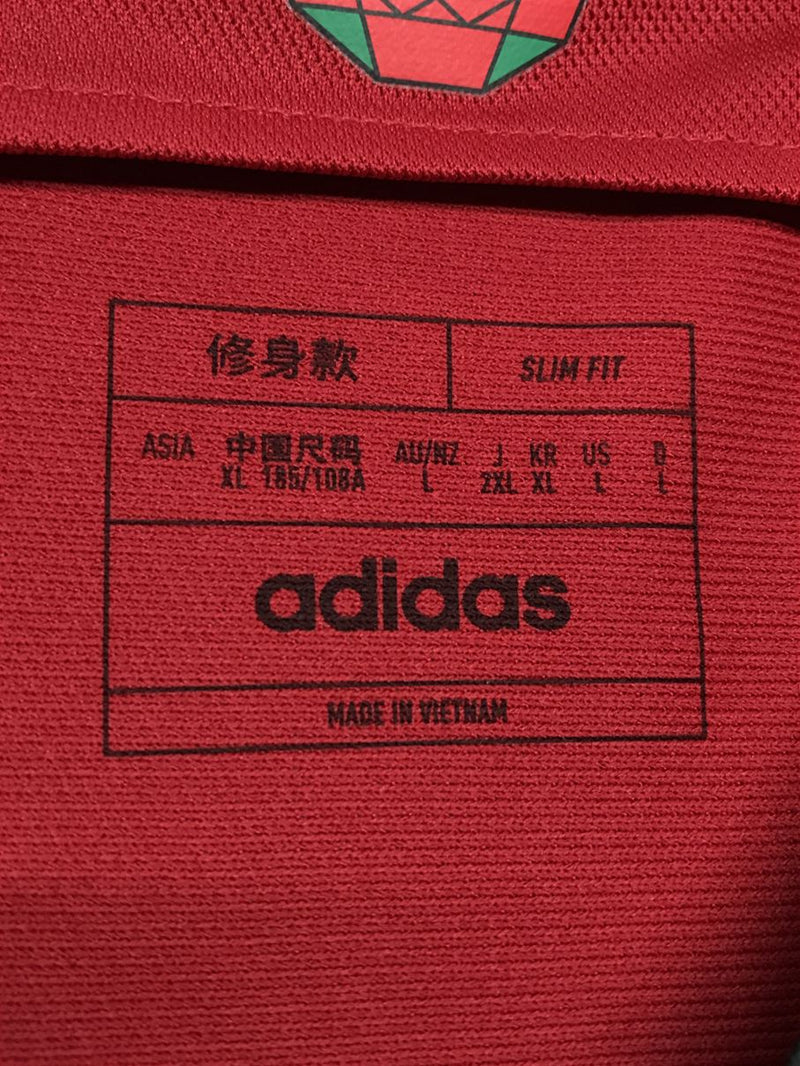 修身款 SLIM FIT
ASIA 中国尺码 AU/NZ J KR US D
XL 185/108A L 2XL XL L L
adidas
MADE IN VIETNAM